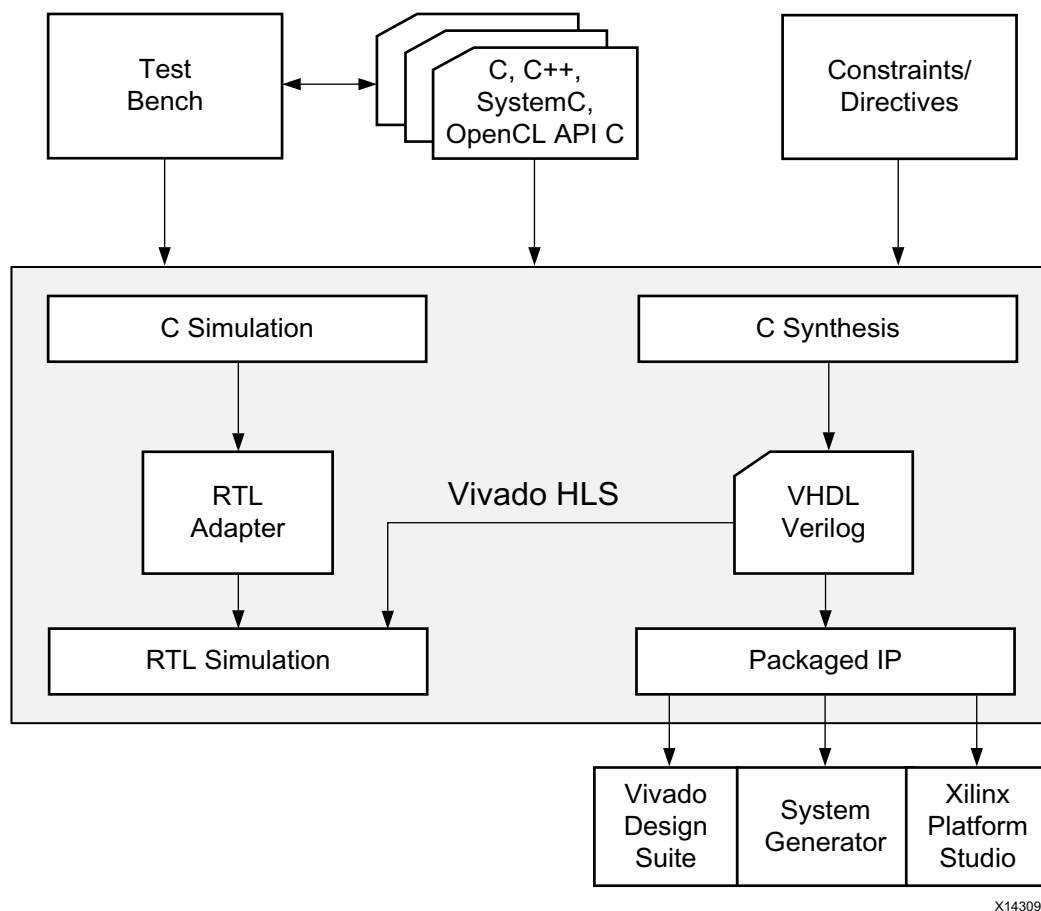 Test
Bench
C, C++,
SystemC,
OpenCL API C
Constraints/
Directives
C Simulation
C Synthesis
RTL
Adapter
Vivado HLS
VHDL
Verilog
RTL Simulation
Packaged IP
Vivado
Design
Suite
System
Generator
Xilinx
Platform
Studio
X14309